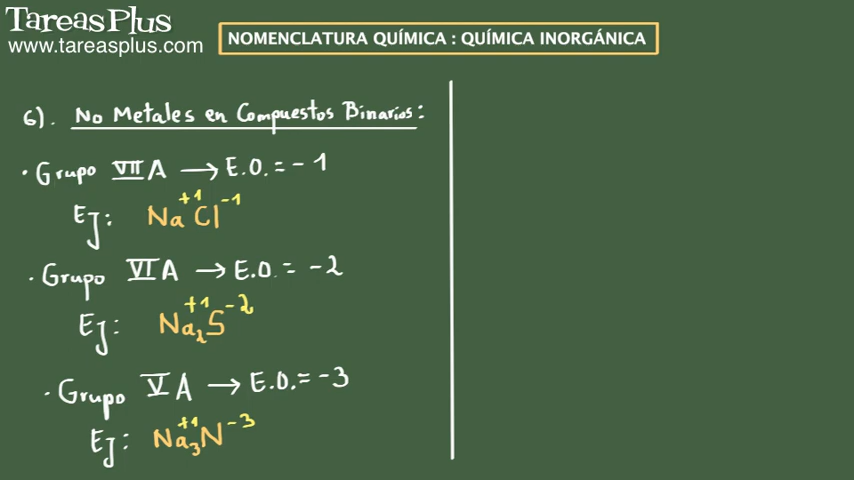 TareasPlus
www.tareasplus.com
NOMENCLATURA QUÍMICA : QUÍMICA INORGÁNICA
6). No Metales en Compuestos Binarios:
· Grupo VII A → E.O. = -1
Ej: Na⁺¹Cl⁻¹
· Grupo VI A → E.O. = -2
Ej: Na₂⁺¹S⁻²
· Grupo V A → E.O. = -3
Ej: Na₃⁺¹N⁻³